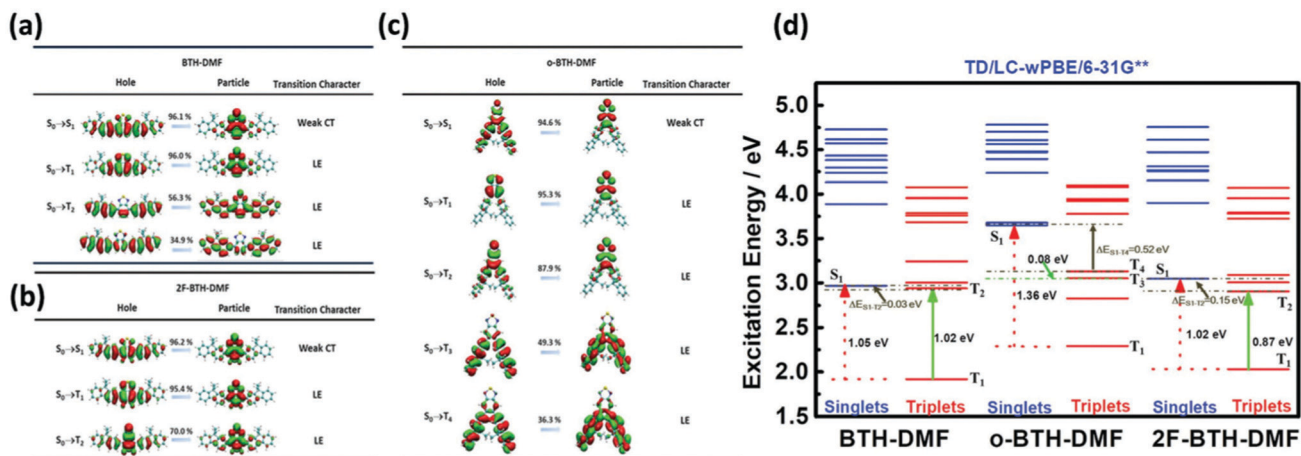 (a)
BTH-DMF
Hole Particle Transition Character
S₀→S₁ 96.1 % Weak CT
S₀→T₁ 96.0 % LE
S₀→T₂ 56.3 % LE
34.9 % LE
(b)
2F-BTH-DMF
Hole Particle Transition Character
S₀→S₁ 96.2 % Weak CT
S₀→T₁ 95.4 % LE
S₀→T₂ 70.0 % LE
(c)
o-BTH-DMF
Hole Particle Transition Character
S₀→S₁ 94.6 % Weak CT
S₀→T₁ 95.3 % LE
S₀→T₂ 87.9 % LE
S₀→T₃ 49.3 % LE
S₀→T₄ 36.3 % LE
(d)
TD/LC-wPBE/6-31G**
Excitation Energy / eV
5.0
4.5
4.0
3.5
3.0
2.5
2.0
1.5
S₁
T₂
ΔE_S1-T2=0.03 eV
1.05 eV
1.02 eV
T₁
S₁
ΔE_S1-T4=0.52 eV
0.08 eV
T₄
T₃
1.36 eV
T₁
S₁
ΔE_S1-T2=0.15 eV
T₂
1.02 eV
0.87 eV
T₁
Singlets Triplets Singlets Triplets Singlets Triplets
BTH-DMF o-BTH-DMF 2F-BTH-DMF